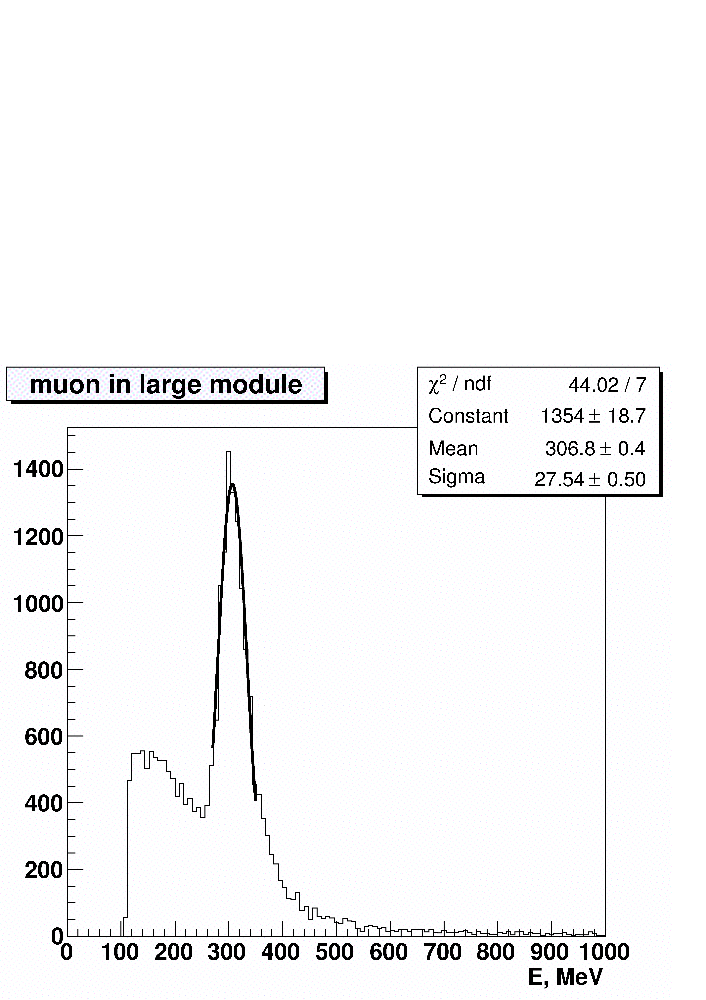 muon in large module
χ² / ndf 44.02 / 7
Constant 1354 ± 18.7
Mean 306.8 ± 0.4
Sigma 27.54 ± 0.50
1400
1200
1000
800
600
400
200
0
0 100 200 300 400 500 600 700 800 900 1000
E, MeV